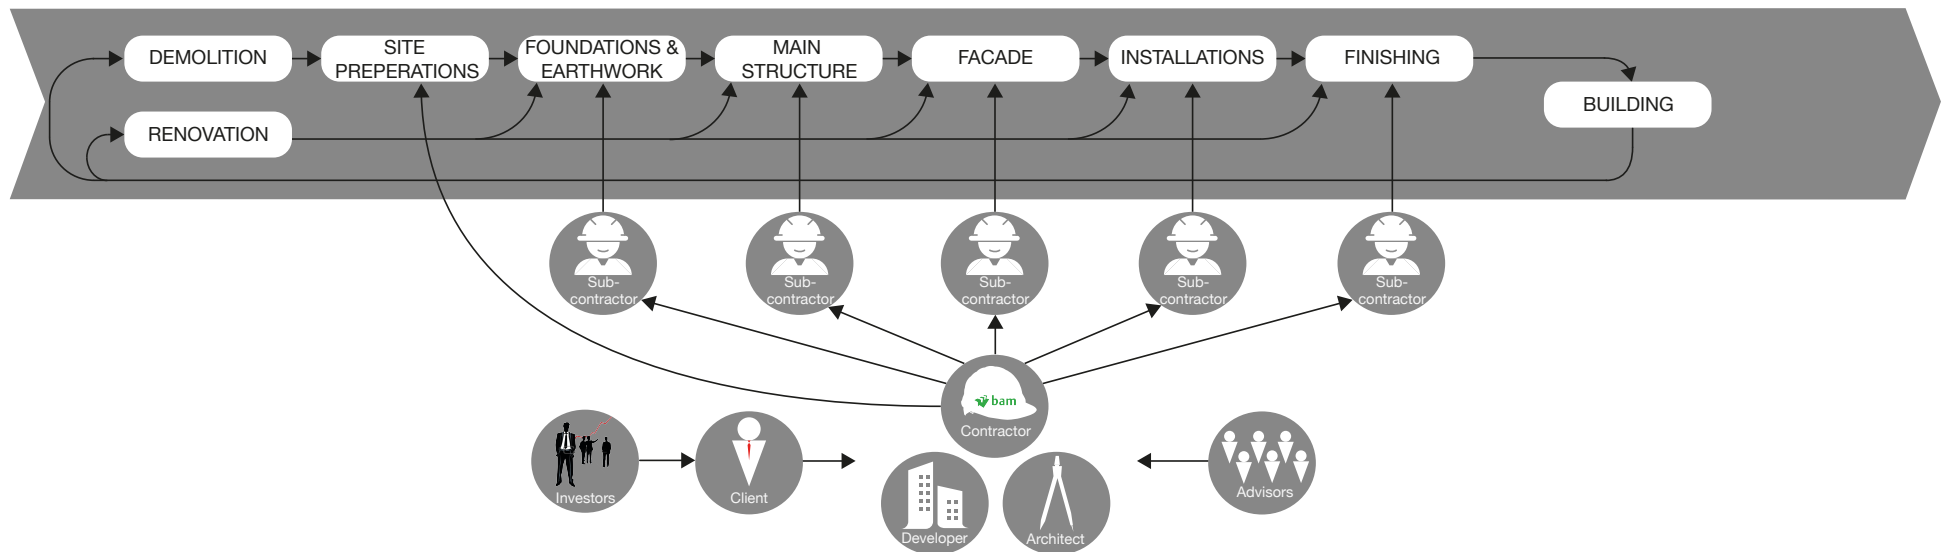 DEMOLITION
SITE
PREPERATIONS
FOUNDATIONS &
EARTHWORK
MAIN
STRUCTURE
FACADE
INSTALLATIONS
FINISHING
BUILDING
RENOVATION
Sub-
contractor
Sub-
contractor
Sub-
contractor
Sub-
contractor
Sub-
contractor
bam
Contractor
Investors
Client
Advisors
Developer
Architect